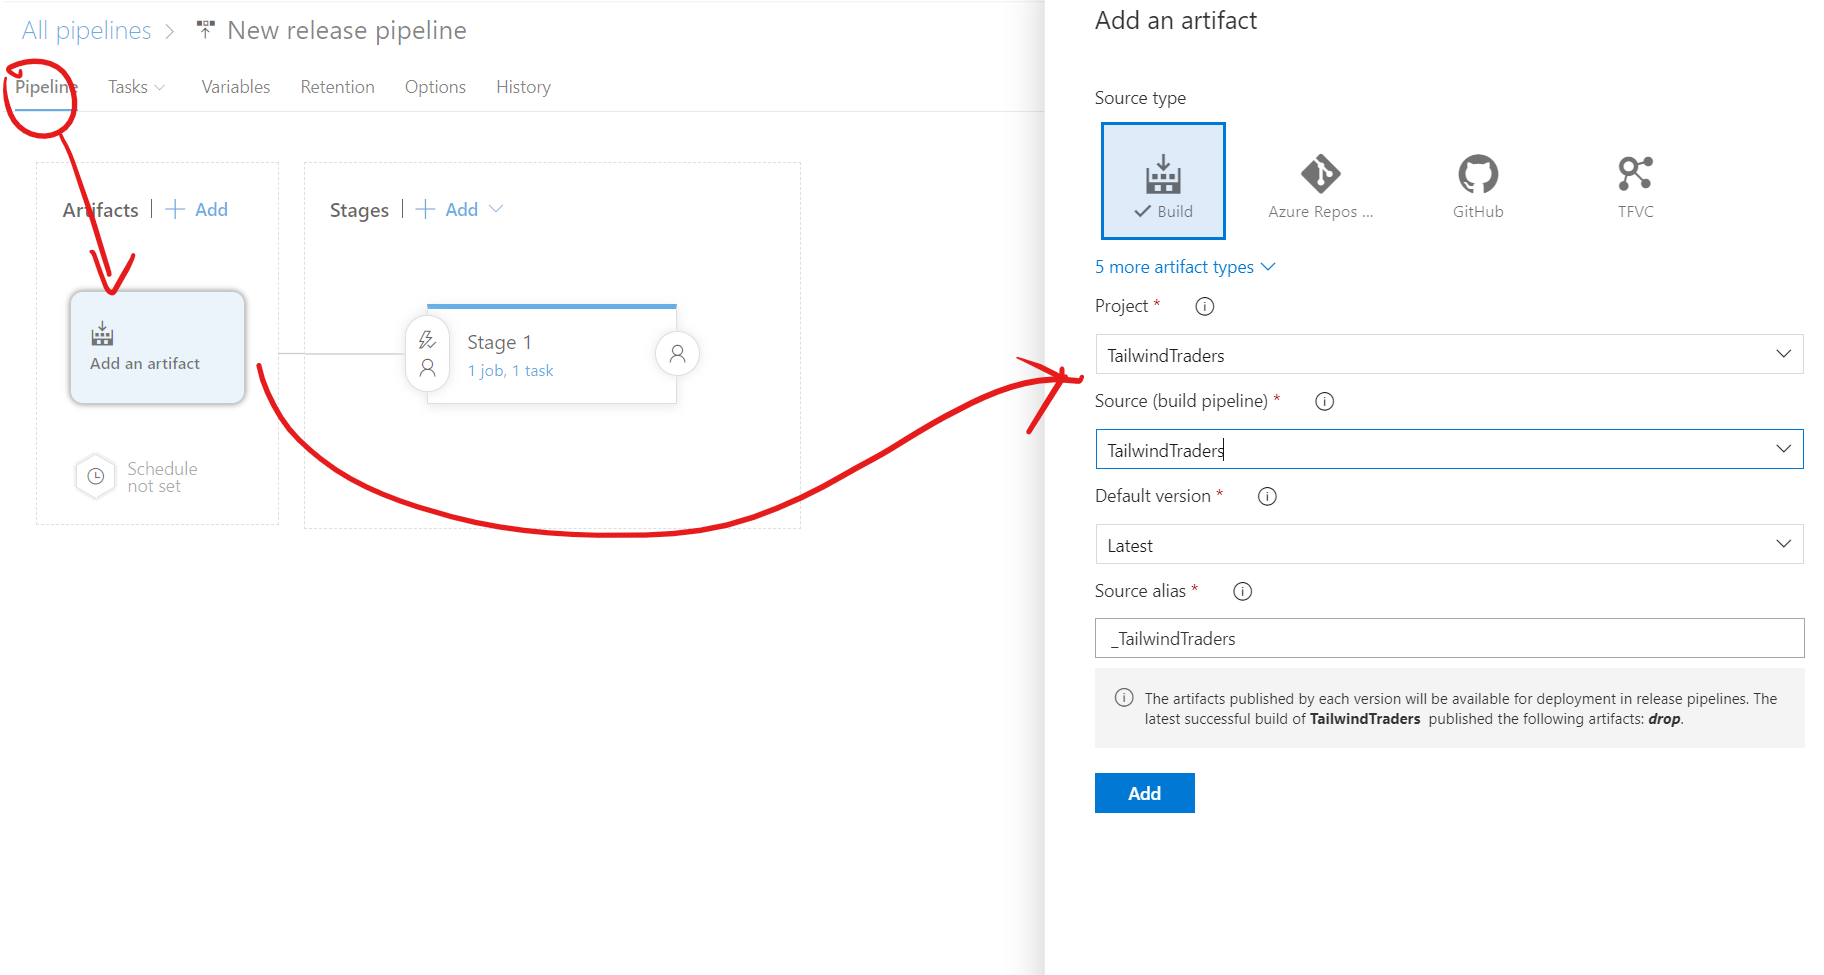 All pipelines > New release pipeline
Pipeline Tasks Variables Retention Options History
Artifacts | + Add
Stages | + Add
Add an artifact
Stage 1
1 job, 1 task
Schedule
not set
Add an artifact
Source type
Build
Azure Repos ...
GitHub
TFVC
5 more artifact types
Project *
TailwindTraders
Source (build pipeline) *
TailwindTraders
Default version *
Latest
Source alias *
_TailwindTraders
The artifacts published by each version will be available for deployment in release pipelines. The
latest successful build of TailwindTraders published the following artifacts: drop.
Add